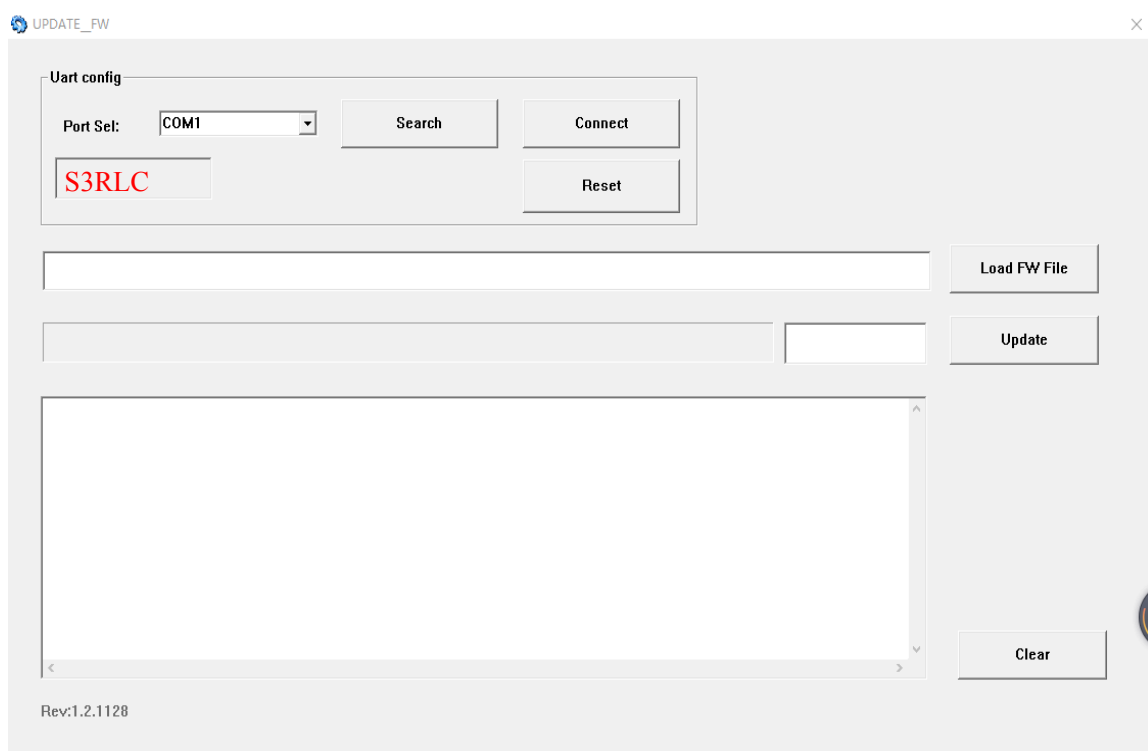 UPDATE_FW
Uart config
Port Sel:
COM1
Search
Connect
S3RLC
Reset
Load FW File
Update
Clear
Rev:1.2.1128